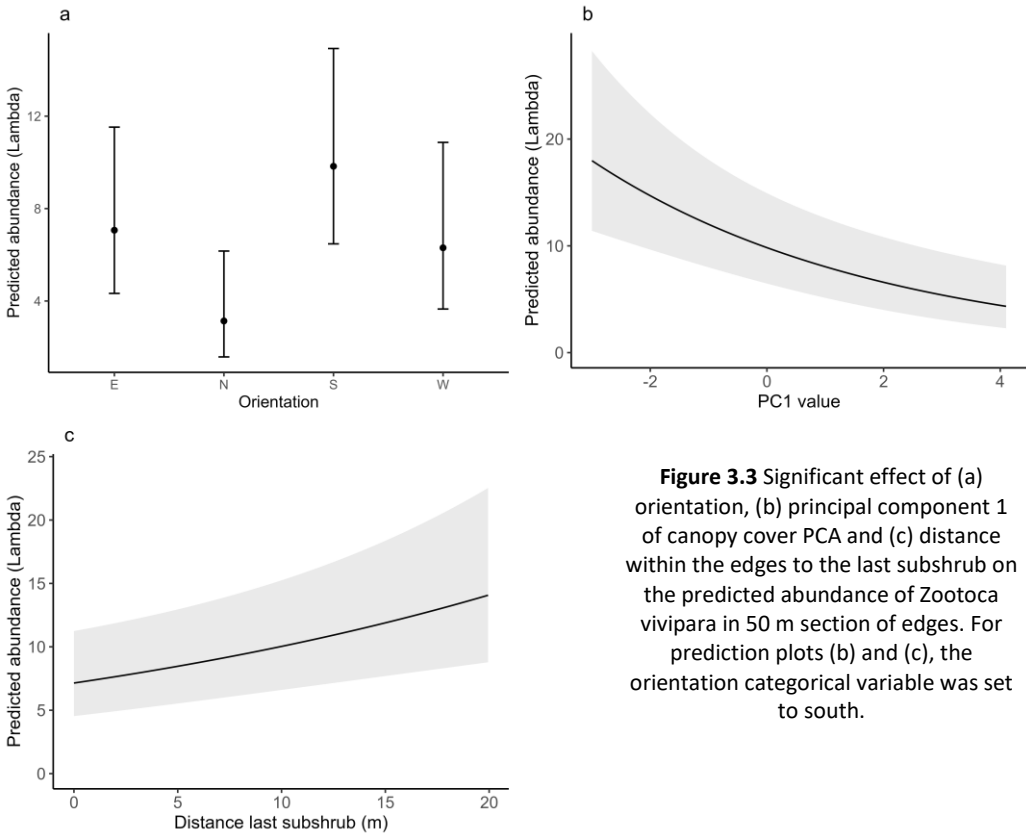 a
Predicted abundance (Lambda)
12
8
4
E N S W
Orientation
b
Predicted abundance (Lambda)
20
10
0
-2 0 2 4
PC1 value
c
Predicted abundance (Lambda)
25
20
15
10
5
0
0 5 10 15 20
Distance last subshrub (m)
Figure 3.3 Significant effect of (a)
orientation, (b) principal component 1
of canopy cover PCA and (c) distance
within the edges to the last subshrub on
the predicted abundance of Zootoca
vivipara in 50 m section of edges. For
prediction plots (b) and (c), the
orientation categorical variable was set
to south.